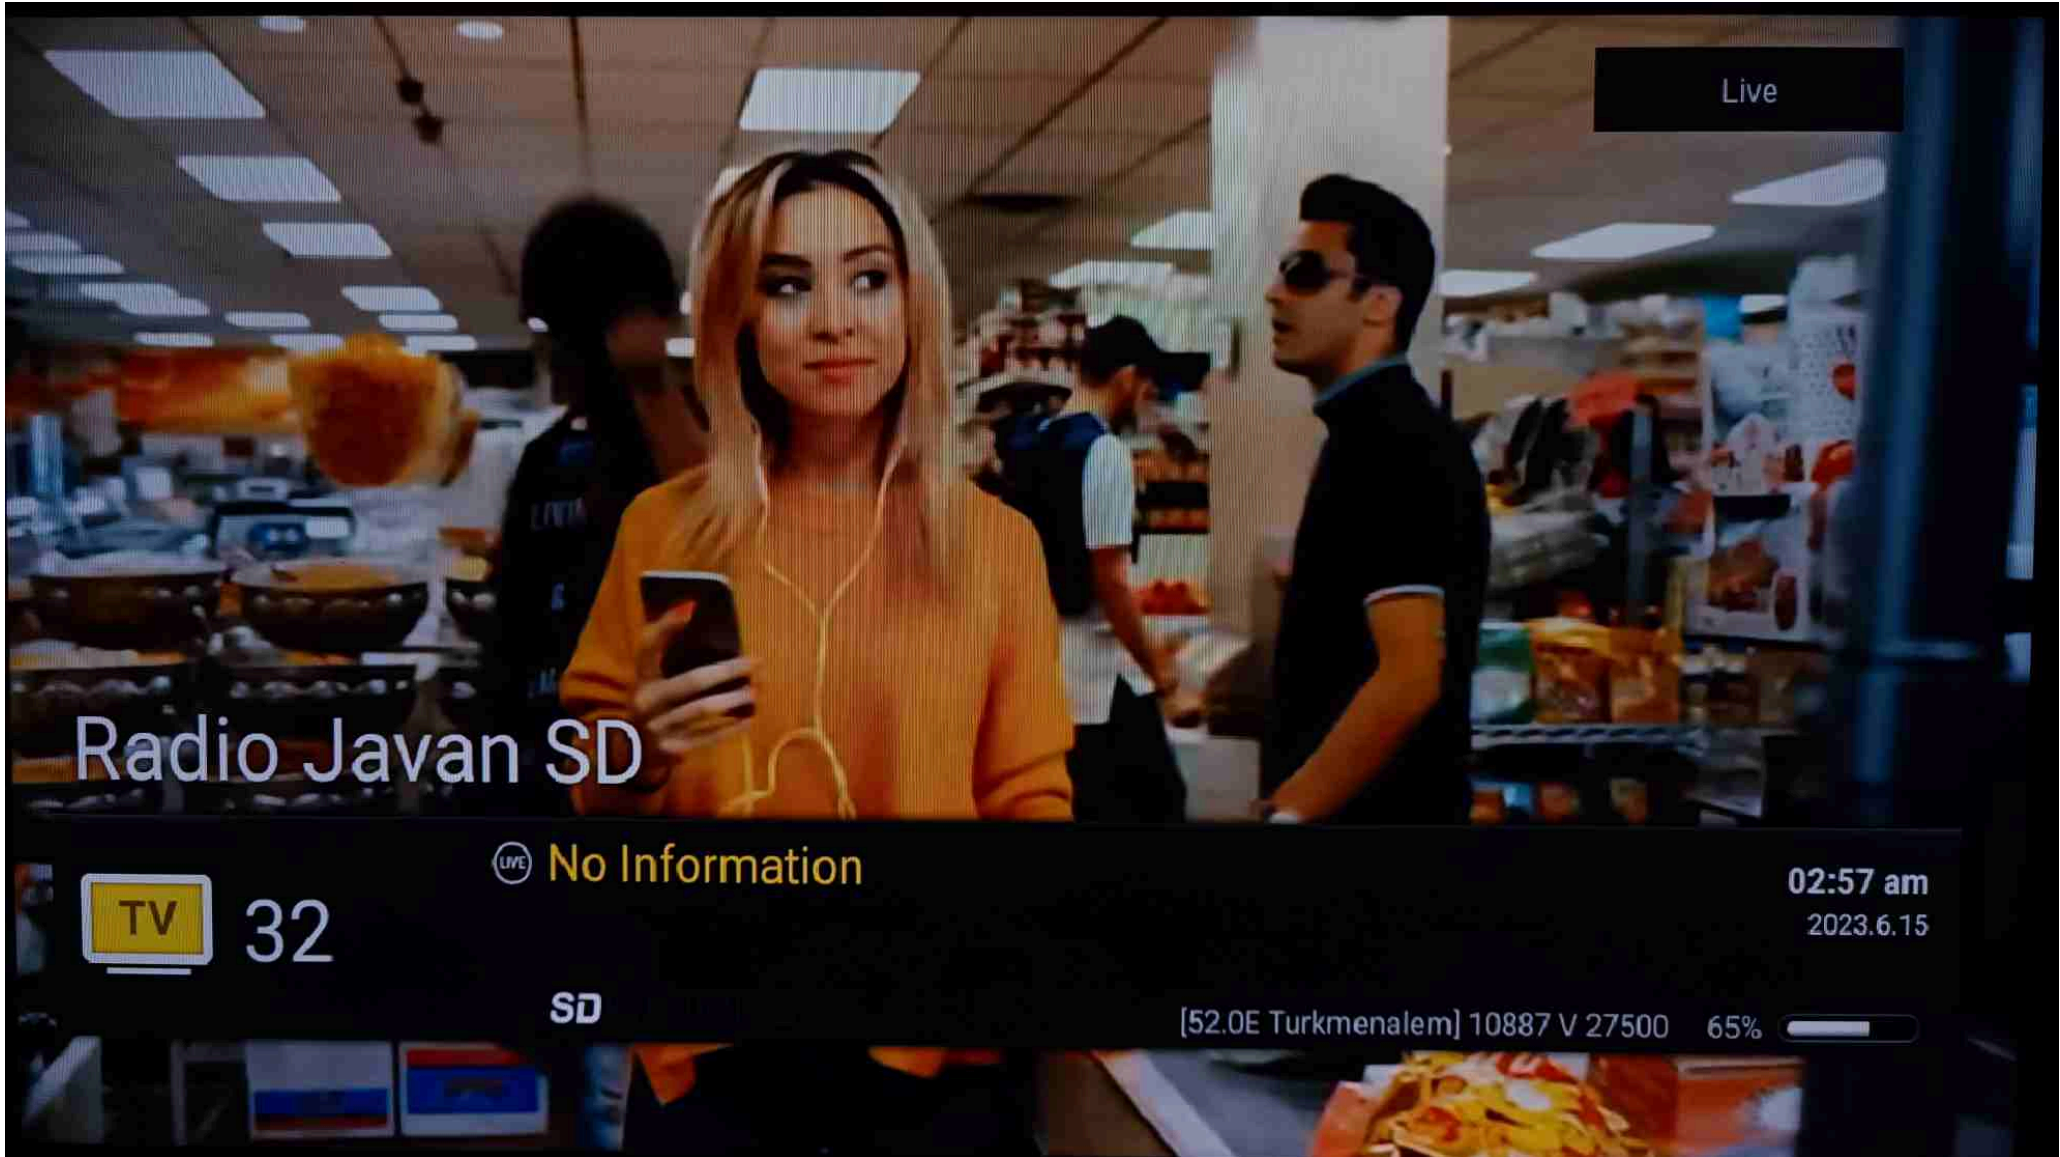 Live
Radio Javan SD
LIVE No Information
TV 32
02:57 am
2023.6.15
SD
[52.0E Turkmenalem] 10887 V 27500 65%